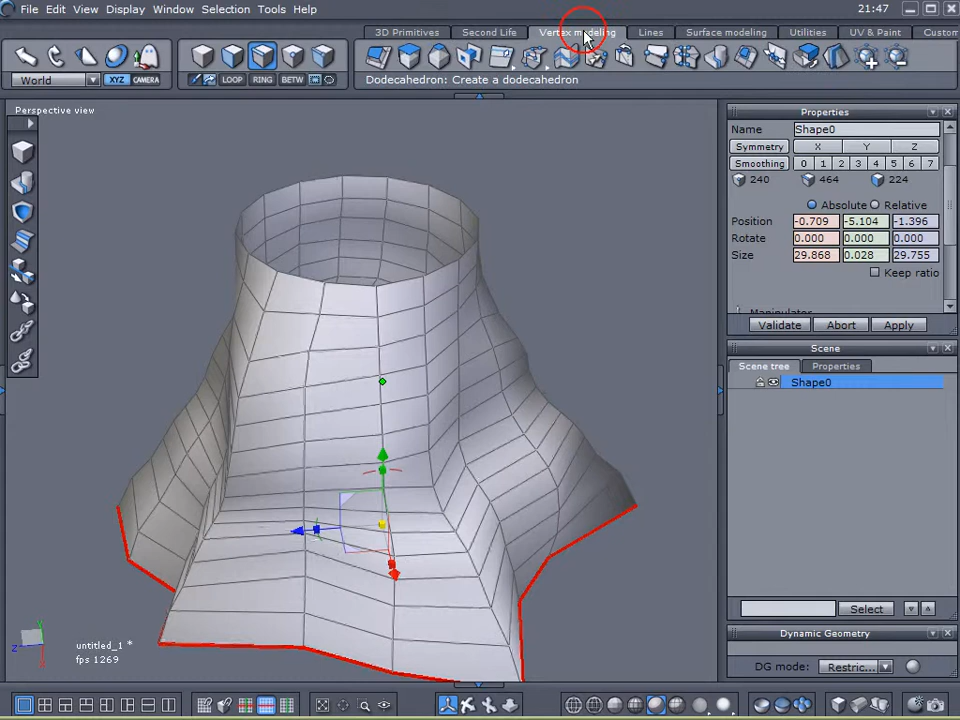 File Edit View Display Window Selection Tools Help 21:47
3D Primitives Second Life Vertex modeling Lines Surface modeling Utilities UV & Paint Custom
World XYZ CAMERA LOOP RING BETW
Dodecahedron: Create a dodecahedron
Perspective view
Properties
Name Shape0
Symmetry X Y Z
Smoothing 0 1 2 3 4 5 6 7
240 464 224
Absolute Relative
Position -0.709 -5.104 -1.396
Rotate 0.000 0.000 0.000
Size 29.868 0.028 29.755
Keep ratio
Manipulator
Validate Abort Apply
Scene
Scene tree Properties
Shape0
Select
Dynamic Geometry
DG mode: Restric...
Y
Z
X
untitled_1 *
fps 1269